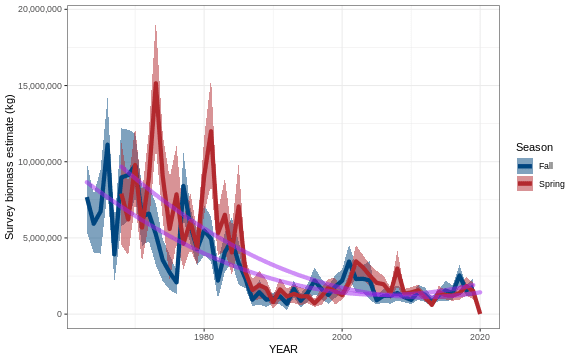 20,000,000
15,000,000
10,000,000
5,000,000
0
Survey biomass estimate (kg)
1980
2000
2020
YEAR
Season
Fall
Spring